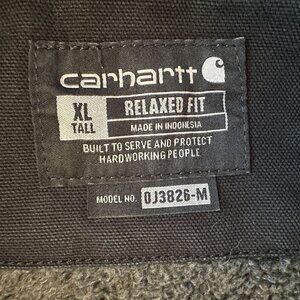 carhartt
XL TALL
RELAXED FIT
MADE IN INDONESIA
BUILT TO SERVE AND PROTECT
HARDWORKING PEOPLE
MODEL NO. OJ3826-M